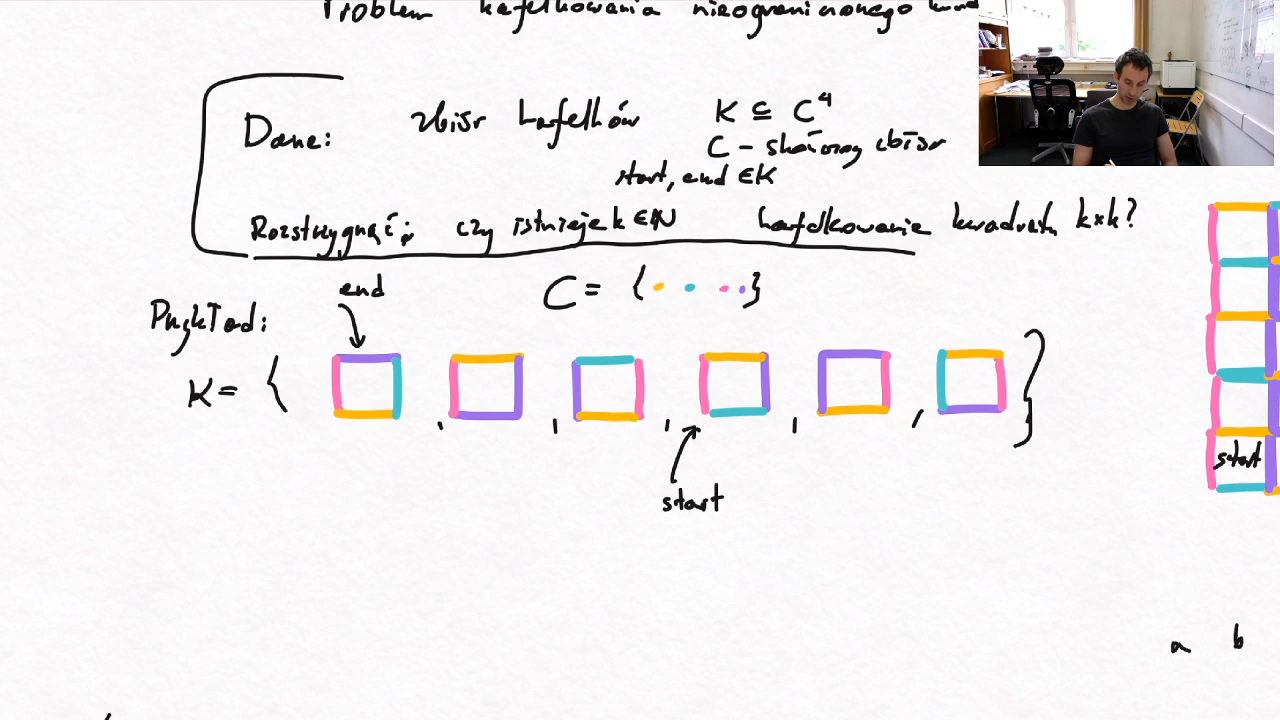 Problem kafelkowania nieograniczonego kwad
Dane: zbiór kafelków K ⊆ C⁴
C - skończony zbiór
start, end ∈ K
Rozstrzygnąć: czy istnieje k ∈ N kafelkowanie kwadratu k×k?
end
C = { · · · · }
Przykład:
K = { , , , , , }
start
start
a b